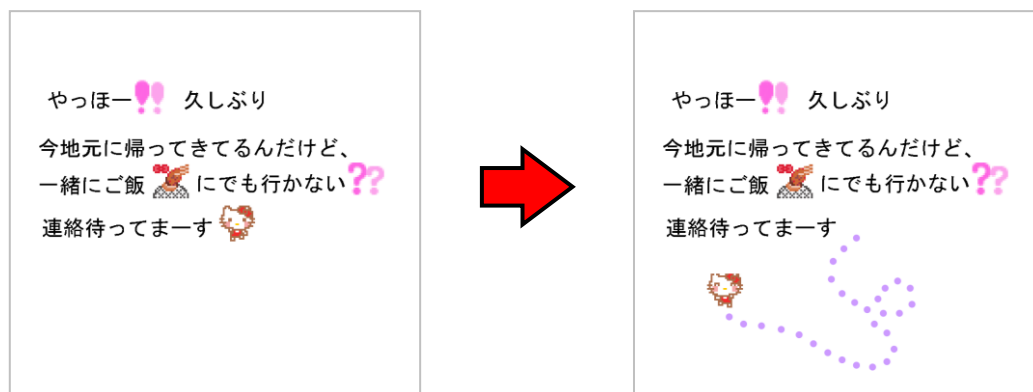 やっほー‼ 久しぶり
今地元に帰ってきてるんだけど、
一緒にご飯 にでも行かない??
連絡待ってまーす
やっほー‼ 久しぶり
今地元に帰ってきてるんだけど、
一緒にご飯 にでも行かない??
連絡待ってまーす